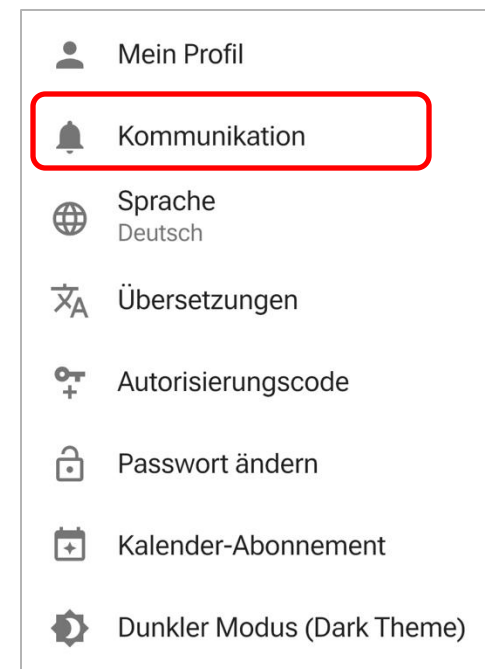 Mein Profil
Kommunikation
Sprache
Deutsch
Übersetzungen
Autorisierungscode
Passwort ändern
Kalender-Abonnement
Dunkler Modus (Dark Theme)